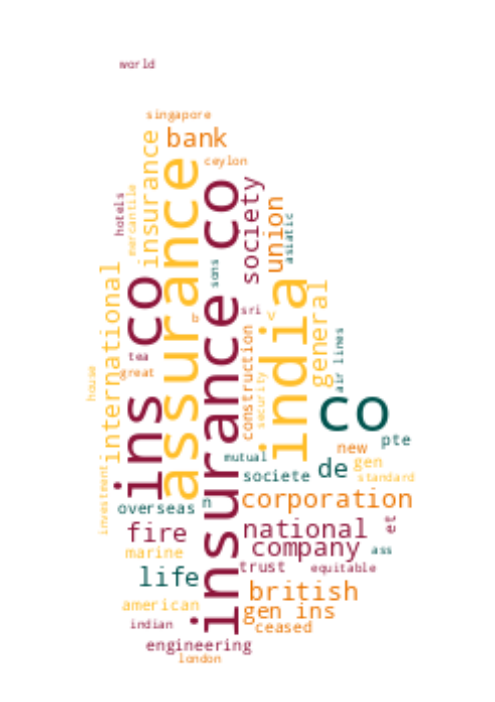 world
singapore
bank
ceylon
insurance
assurance
insurance co
society
union
asiatic
hotels
mercantile
sons
india
general
international
ins co
b
sri
v
tea
great
construction
security
air lines
house
co
pte
new
mutual
de
gen
societe
standard
investment
overseas
n
corporation
fire
national
et
marine
company
ass
life
trust
equitable
british
american
gen ins
indian
ceased
engineering
london